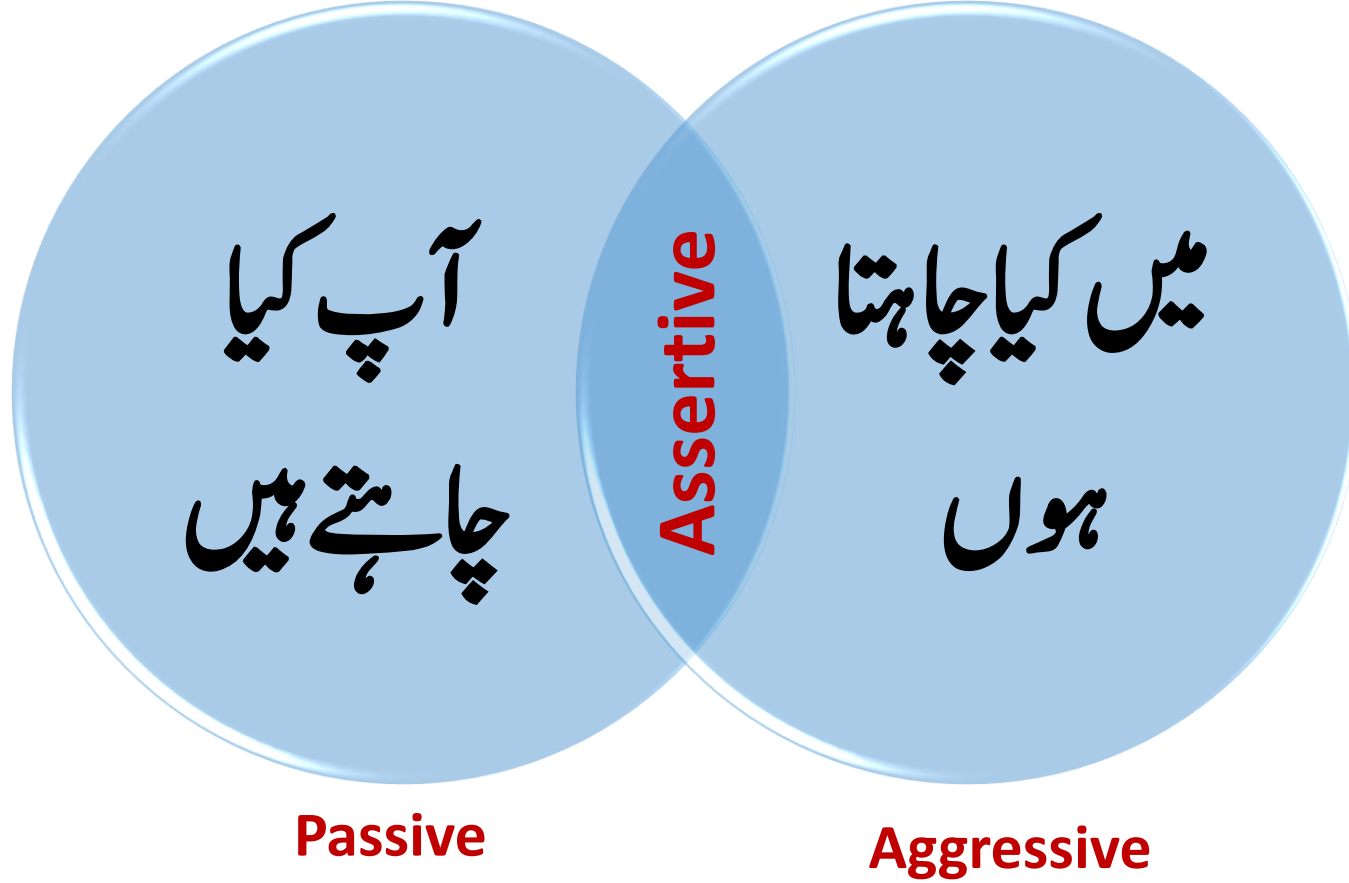 آپ کیا
چاہتے ہیں
Assertive
میں کیا چاہتا
ہوں
Passive
Aggressive